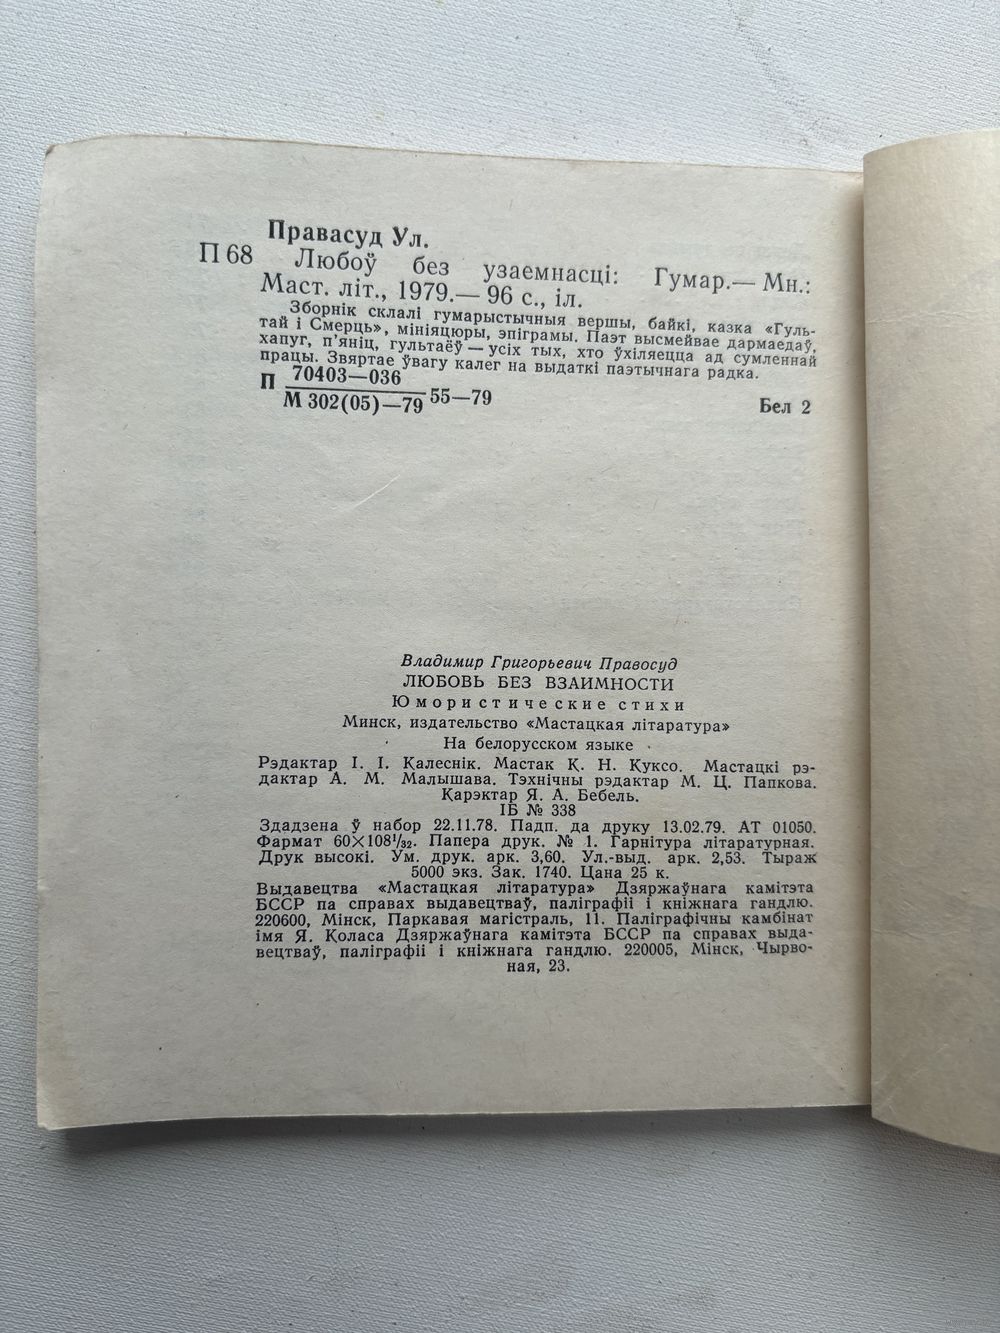 Правасуд Ул.
П 68 Любоў без узаемнасці: Гумар.— Мн.:
Маст. літ., 1979.— 96 с., іл.
Зборнік склалі гумарыстычныя вершы, байкі, казка «Гуль-
тай і Смерць», мініяцюры, эпіграмы. Паэт высмейвае дармаедаў,
хапуг, п'яніц, гультаёў — усіх тых, хто ўхіляецца ад сумленнай
працы. Звяртае ўвагу калег на выдаткі паэтычнага радка.
П 70403—036
М 302(05)—79 55—79
Бел 2
Владимир Григорьевич Правосуд
ЛЮБОВЬ БЕЗ ВЗАИМНОСТИ
Юмористические стихи
Минск, издательство «Мастацкая літаратура»
На белорусском языке
Рэдактар І. І. Калеснік. Мастак К. Н. Куксо. Мастацкі рэ-
дактар А. М. Малышава. Тэхнічны рэдактар М. Ц. Папкова.
Карэктар Я. А. Бебель.
ІБ № 338
Здадзена ў набор 22.11.78. Падп. да друку 13.02.79. АТ 01050.
Фармат 60×108¹/₃₂. Папера друк. № 1. Гарнітура літаратурная.
Друк высокі. Ум. друк. арк. 3,60. Ул.-выд. арк. 2,53. Тыраж
5000 экз. Зак. 1740. Цана 25 к.
Выдавецтва «Мастацкая літаратура» Дзяржаўнага камітэта
БССР па справах выдавецтваў, паліграфіі і кніжнага гандлю.
220600, Мінск, Паркавая магістраль, 11. Паліграфічны камбінат
імя Я. Коласа Дзяржаўнага камітэта БССР па справах выда-
вецтваў, паліграфіі і кніжнага гандлю. 220005, Мінск, Чырво-
ная, 23.